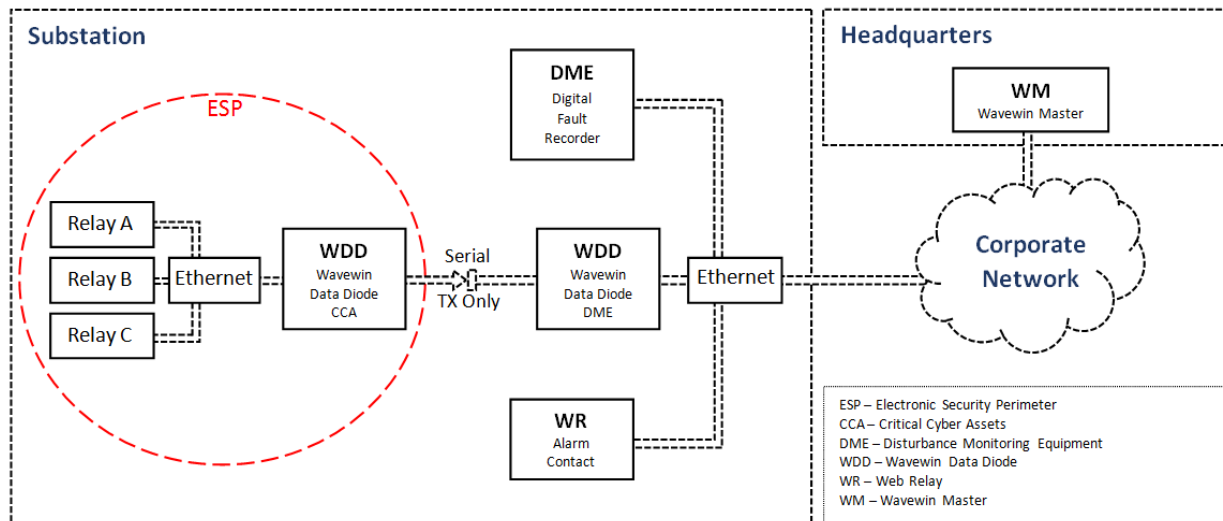 Substation
Headquarters
ESP
DME
Digital
Fault
Recorder
WM
Wavewin Master
Relay A
Relay B
Relay C
Ethernet
WDD
Wavewin
Data Diode
CCA
Serial
TX Only
WDD
Wavewin
Data Diode
DME
Ethernet
Corporate
Network
WR
Alarm
Contact
ESP – Electronic Security Perimeter
CCA – Critical Cyber Assets
DME – Disturbance Monitoring Equipment
WDD – Wavewin Data Diode
WR – Web Relay
WM – Wavewin Master